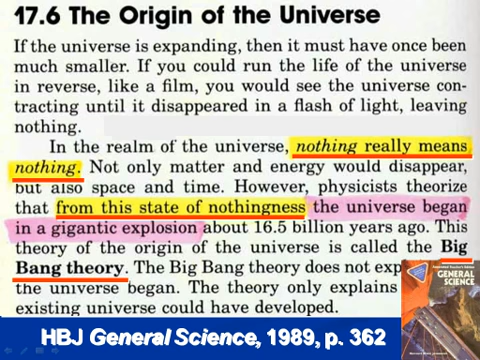 17.6 The Origin of the Universe
If the universe is expanding, then it must have once been
much smaller. If you could run the life of the universe
in reverse, like a film, you would see the universe con-
tracting until it disappeared in a flash of light, leaving
nothing.
In the realm of the universe, nothing really means
nothing. Not only matter and energy would disappear,
but also space and time. However, physicists theorize
that from this state of nothingness the universe began
in a gigantic explosion about 16.5 billion years ago. This
theory of the origin of the universe is called the Big
Bang theory. The Big Bang theory does not exp
the universe began. The theory only explains
existing universe could have developed.
GENERAL
SCIENCE
HBJ General Science, 1989, p. 362